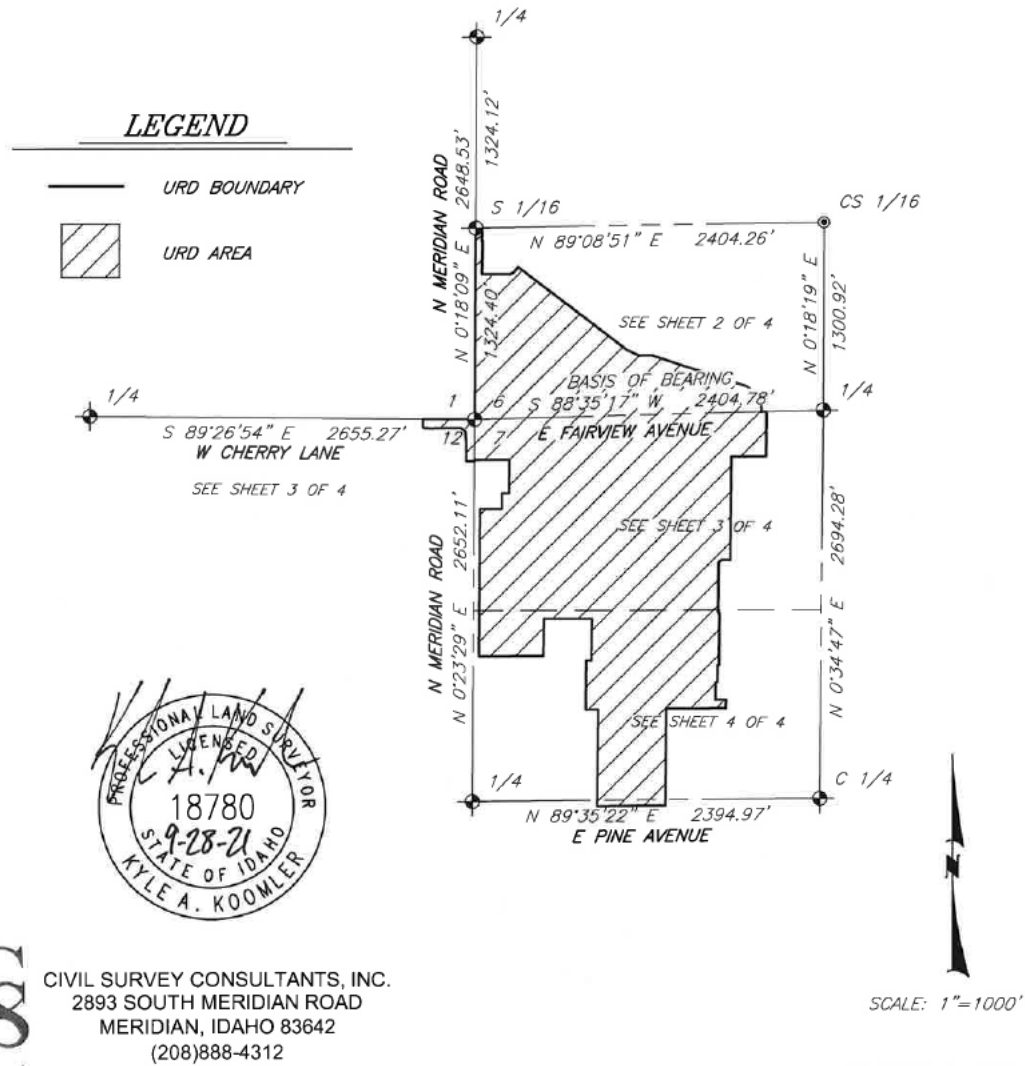 1/4
LEGEND
URD BOUNDARY
URD AREA
N MERIDIAN ROAD
N 0°18'09" E 2648.53'
1324.12'
1324.40'
S 1/16
CS 1/16
N 89°08'51" E 2404.26'
N 0°18'19" E
1300.92'
SEE SHEET 2 OF 4
BASIS OF BEARING
1/4
1 6
S 88°35'17" W 2404.78'
1/4
S 89°26'54" E 2655.27'
12 7
E FAIRVIEW AVENUE
W CHERRY LANE
SEE SHEET 3 OF 4
SEE SHEET 3 OF 4
N MERIDIAN ROAD
N 0°23'29" E 2652.11'
N 0°34'47" E 2694.28'
SEE SHEET 4 OF 4
1/4
C 1/4
N 89°35'22" E 2394.97'
E PINE AVENUE
PROFESSIONAL LAND SURVEYOR
LICENSED
18780
9-28-21
STATE OF IDAHO
KYLE A. KOOMLER
N
CIVIL SURVEY CONSULTANTS, INC.
2893 SOUTH MERIDIAN ROAD
MERIDIAN, IDAHO 83642
(208)888-4312
SCALE: 1"=1000'